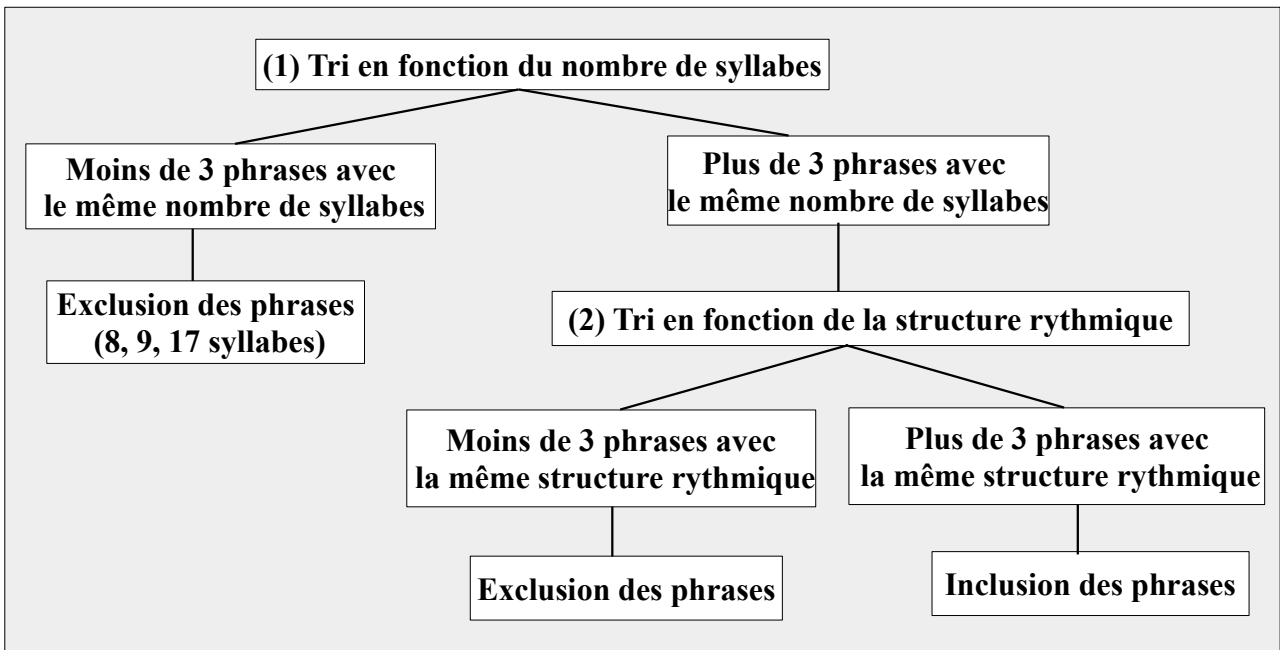 (1) Tri en fonction du nombre de syllabes
Moins de 3 phrases avec
le même nombre de syllabes
Plus de 3 phrases avec
le même nombre de syllabes
Exclusion des phrases
(8, 9, 17 syllabes)
(2) Tri en fonction de la structure rythmique
Moins de 3 phrases avec
la même structure rythmique
Plus de 3 phrases avec
la même structure rythmique
Exclusion des phrases
Inclusion des phrases